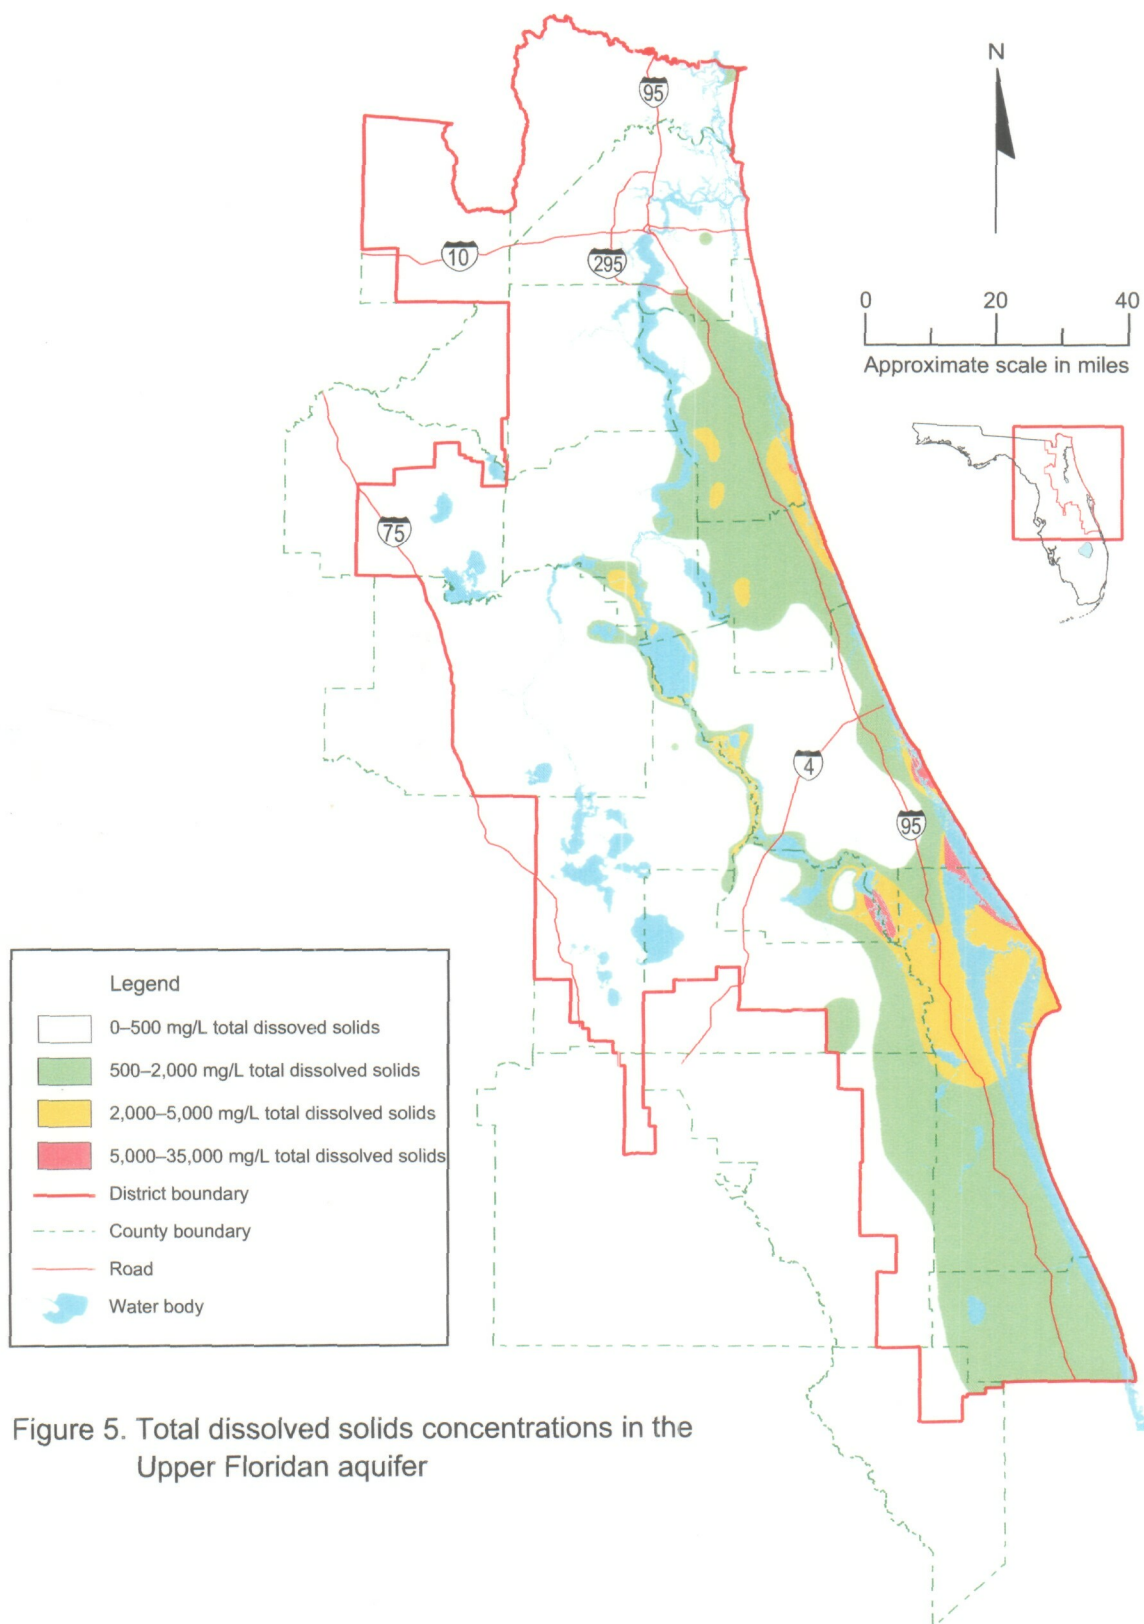 N
95
10
295
0 20 40
Approximate scale in miles
75
4
95
Legend
0–500 mg/L total dissoved solids
500–2,000 mg/L total dissolved solids
2,000–5,000 mg/L total dissolved solids
5,000–35,000 mg/L total dissolved solids
District boundary
County boundary
Road
Water body
Figure 5. Total dissolved solids concentrations in the
Upper Floridan aquifer